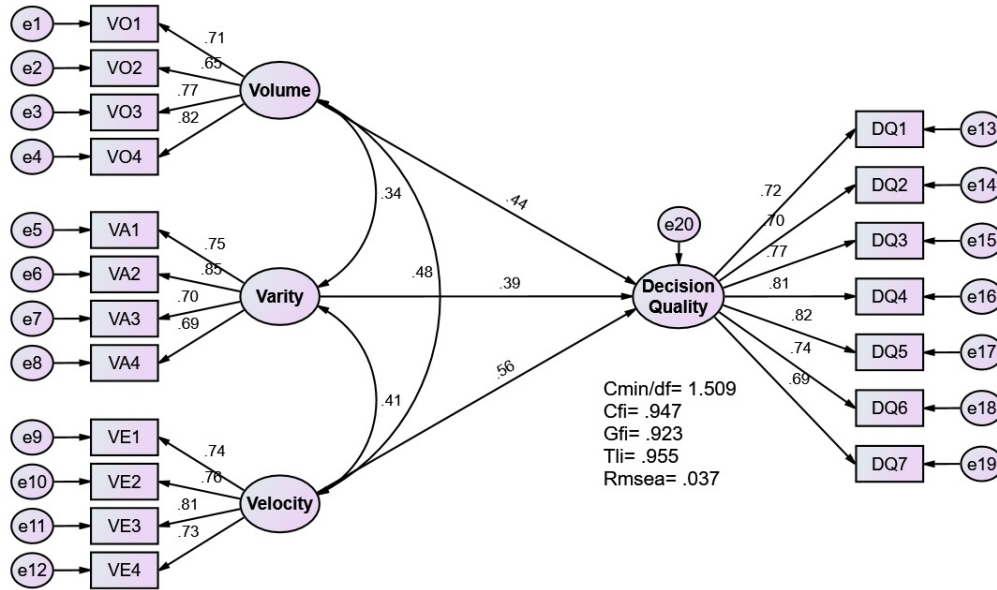 e1 VO1
.71
e2 VO2
.65
e3 VO3
.77
e4 VO4
.82
Volume
e5 VA1
.75
e6 VA2
.85
e7 VA3
.70
e8 VA4
.69
Varity
e9 VE1
.74
e10 VE2
.76
e11 VE3
.81
e12 VE4
.73
Velocity
.34
.48
.41
.44
.39
.56
e20
Decision
Quality
.72
DQ1 e13
.70
DQ2 e14
.77
DQ3 e15
.81
DQ4 e16
.82
DQ5 e17
.74
DQ6 e18
.69
DQ7 e19
Cmin/df= 1.509
Cfi= .947
Gfi= .923
Tli= .955
Rmsea= .037